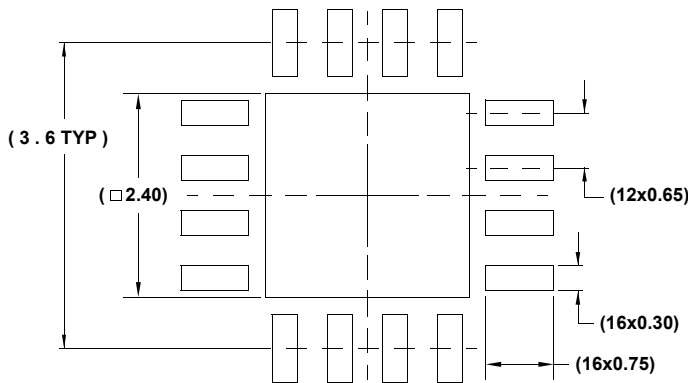 ( 3 . 6 TYP )
( □ 2.40)
(12x0.65)
(16x0.30)
(16x0.75)